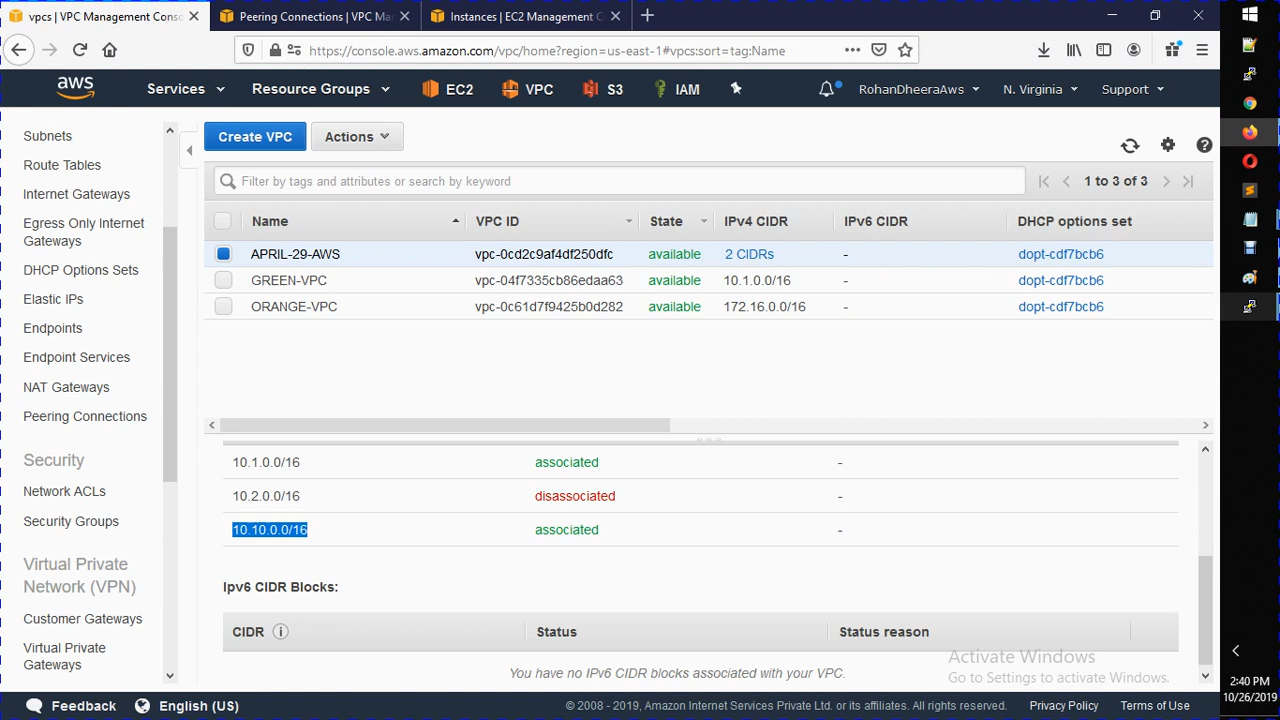 vpcs | VPC Management Conso
Peering Connections | VPC Ma
Instances | EC2 Management C
https://console.aws.amazon.com/vpc/home?region=us-east-1#vpcs:sort=tag:Name
aws
Services
Resource Groups
EC2
VPC
S3
IAM
RohanDheeraAws
N. Virginia
Support
Subnets
Route Tables
Internet Gateways
Egress Only Internet
Gateways
DHCP Options Sets
Elastic IPs
Endpoints
Endpoint Services
NAT Gateways
Peering Connections
Security
Network ACLs
Security Groups
Virtual Private
Network (VPN)
Customer Gateways
Virtual Private
Gateways
Create VPC
Actions
Filter by tags and attributes or search by keyword
1 to 3 of 3
Name VPC ID State IPv4 CIDR IPv6 CIDR DHCP options set
APRIL-29-AWS vpc-0cd2c9af4df250dfc available 2 CIDRs - dopt-cdf7bcb6
GREEN-VPC vpc-04f7335cb86edaa63 available 10.1.0.0/16 - dopt-cdf7bcb6
ORANGE-VPC vpc-0c61d7f9425b0d282 available 172.16.0.0/16 - dopt-cdf7bcb6
10.1.0.0/16 associated -
10.2.0.0/16 disassociated -
10.10.0.0/16 associated -
Ipv6 CIDR Blocks:
CIDR Status Status reason
You have no IPv6 CIDR blocks associated with your VPC.
Activate Windows
Go to Settings to activate Windows.
Feedback
English (US)
© 2008 - 2019, Amazon Internet Services Private Ltd. or its affiliates. All rights reserved.
Privacy Policy
Terms of Use
2:40 PM
10/26/2019